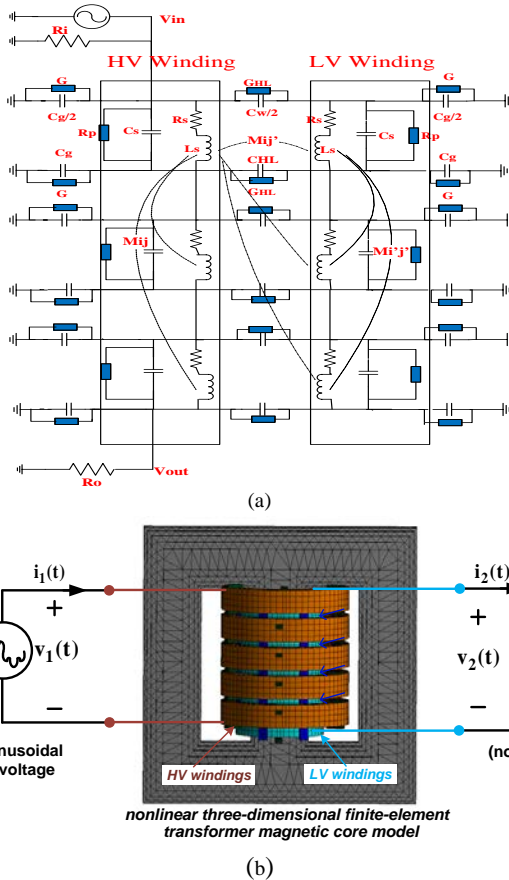 Vin
Ri
HV Winding
LV Winding
G
GHL
G
Cg/2
Cw/2
Cg/2
Rs
Rs
Rp
Cs
Cs
Rp
Mij'
Ls
Ls
Cg
CHL
Cg
G
GHL
G
Mij
Mi'j'
Vout
Ro
(a)
i1(t)
i2(t)
+
+
v1(t)
v2(t)
−
−
nusoidal
voltage
(no
HV windings
LV windings
nonlinear three-dimensional finite-element
transformer magnetic core model
(b)